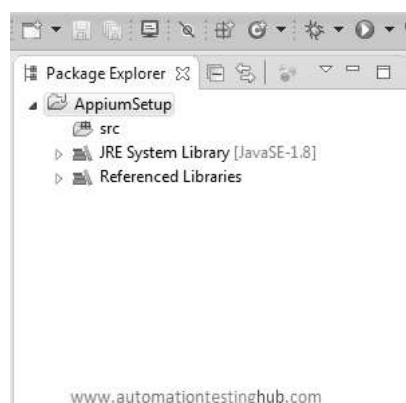 Package Explorer
AppiumSetup
src
JRE System Library [JavaSE-1.8]
Referenced Libraries
www.automationtestinghub.com